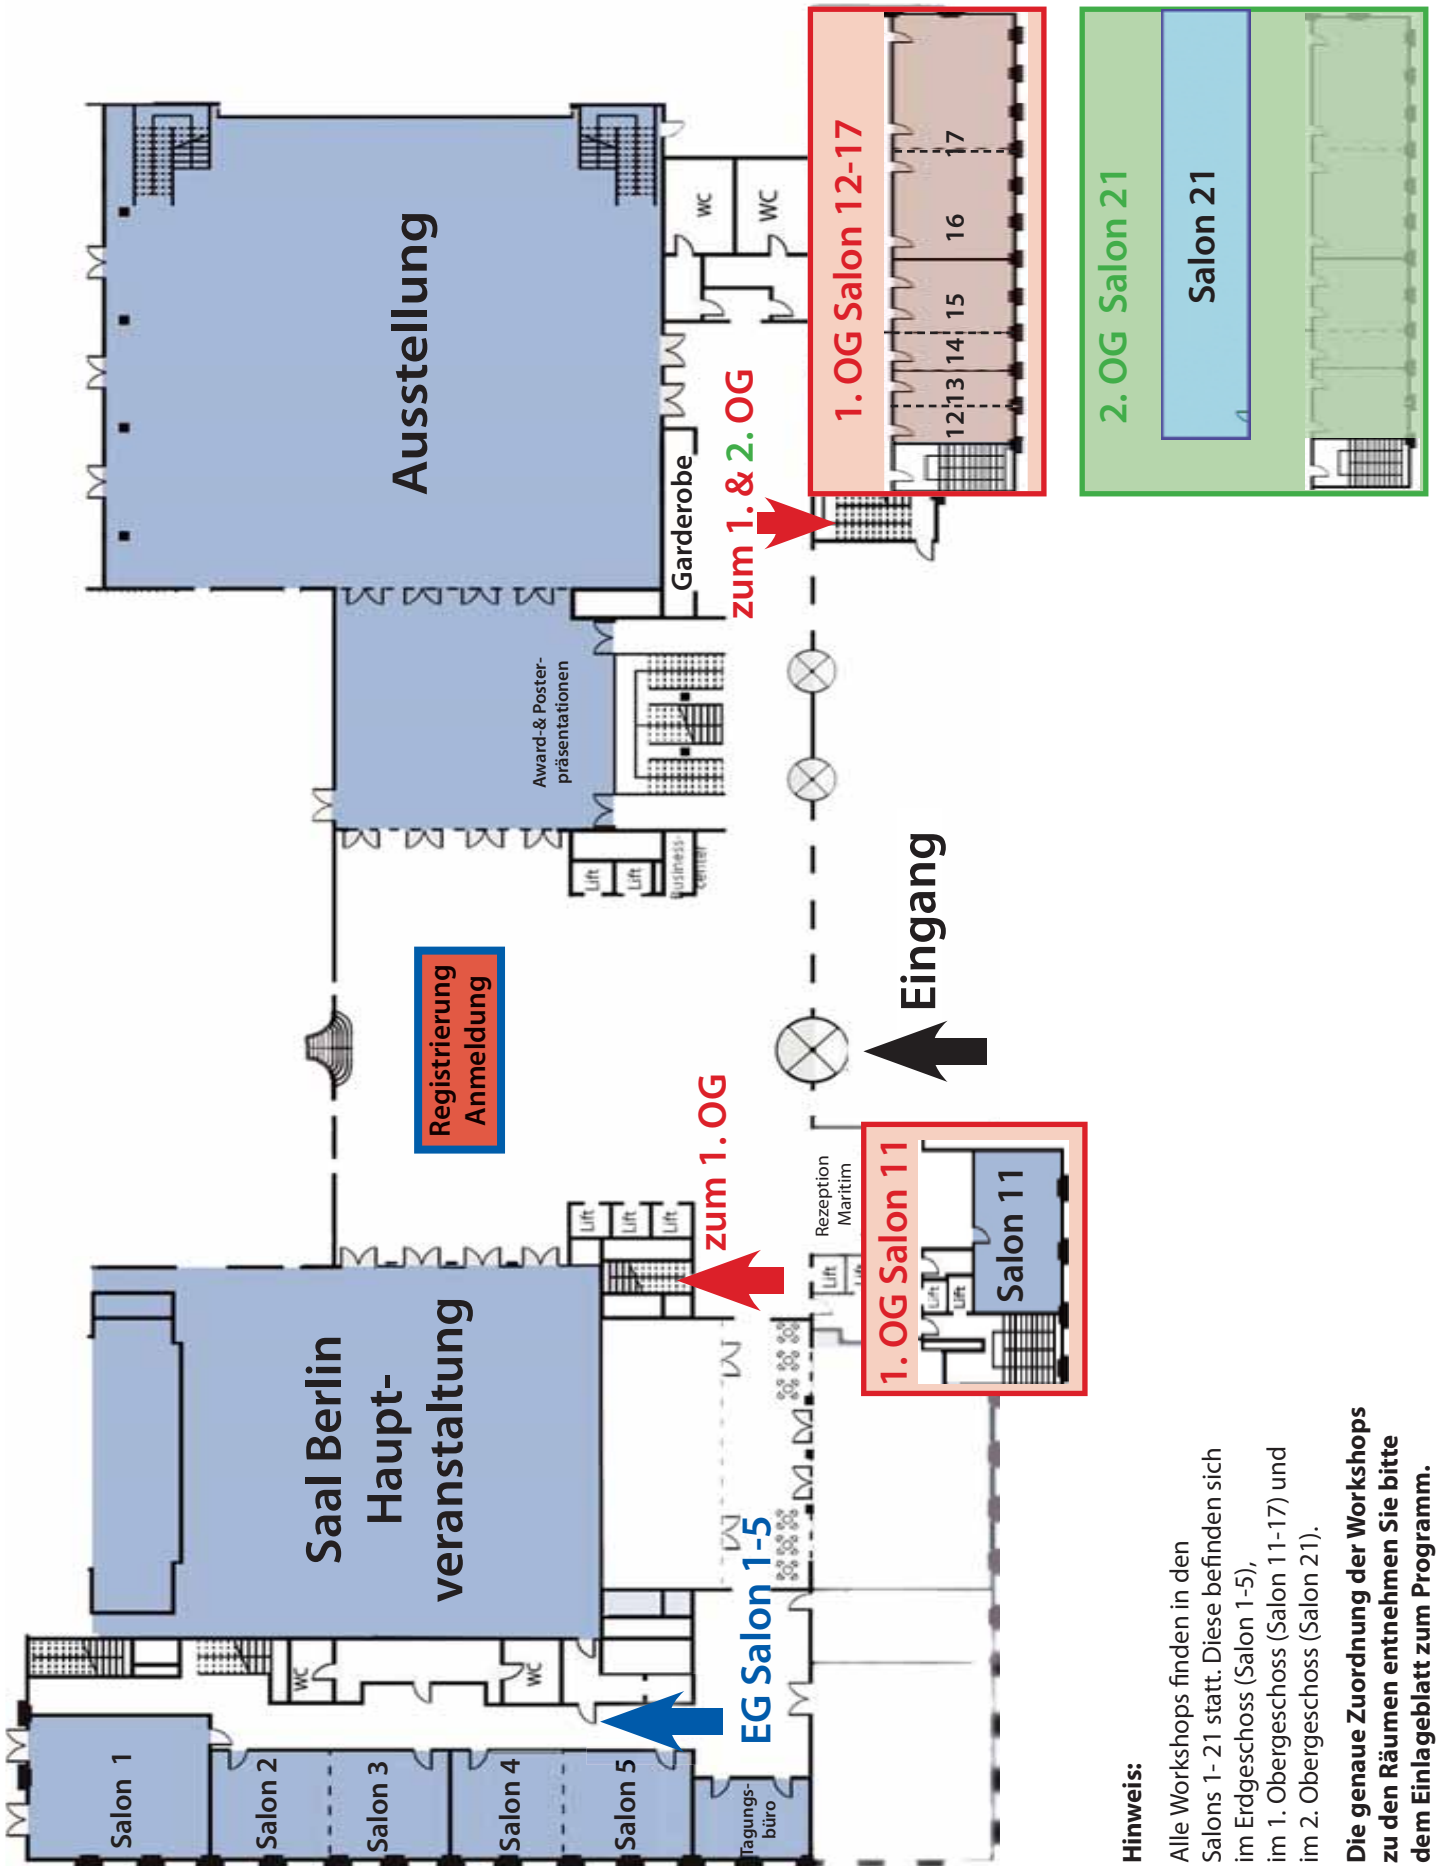 Salon 1
Salon 2
Salon 3
Salon 4
Salon 5
Tagungs-
büro
WC
WC
EG Salon 1-5
Saal Berlin
Haupt-
veranstaltung
Lift
Lift
Lift
zum 1. OG
Registrierung
Anmeldung
Rezeption
Maritim
Lift
Lift
1. OG Salon 11
Lift
Lift
Salon 11
Eingang
Lift
Lift
Business-
center
Award-& Poster-
präsentationen
Ausstellung
Garderobe
zum 1. & 2. OG
WC
WC
1. OG Salon 12-17
12
13
14
15
16
17
2. OG Salon 21
Salon 21
Hinweis:
Alle Workshops finden in den
Salons 1- 21 statt. Diese befinden sich
im Erdgeschoss (Salon 1-5),
im 1. Obergeschoss (Salon 11-17) und
im 2. Obergeschoss (Salon 21).
Die genaue Zuordnung der Workshops
zu den Räumen entnehmen Sie bitte
dem Einlageblatt zum Programm.